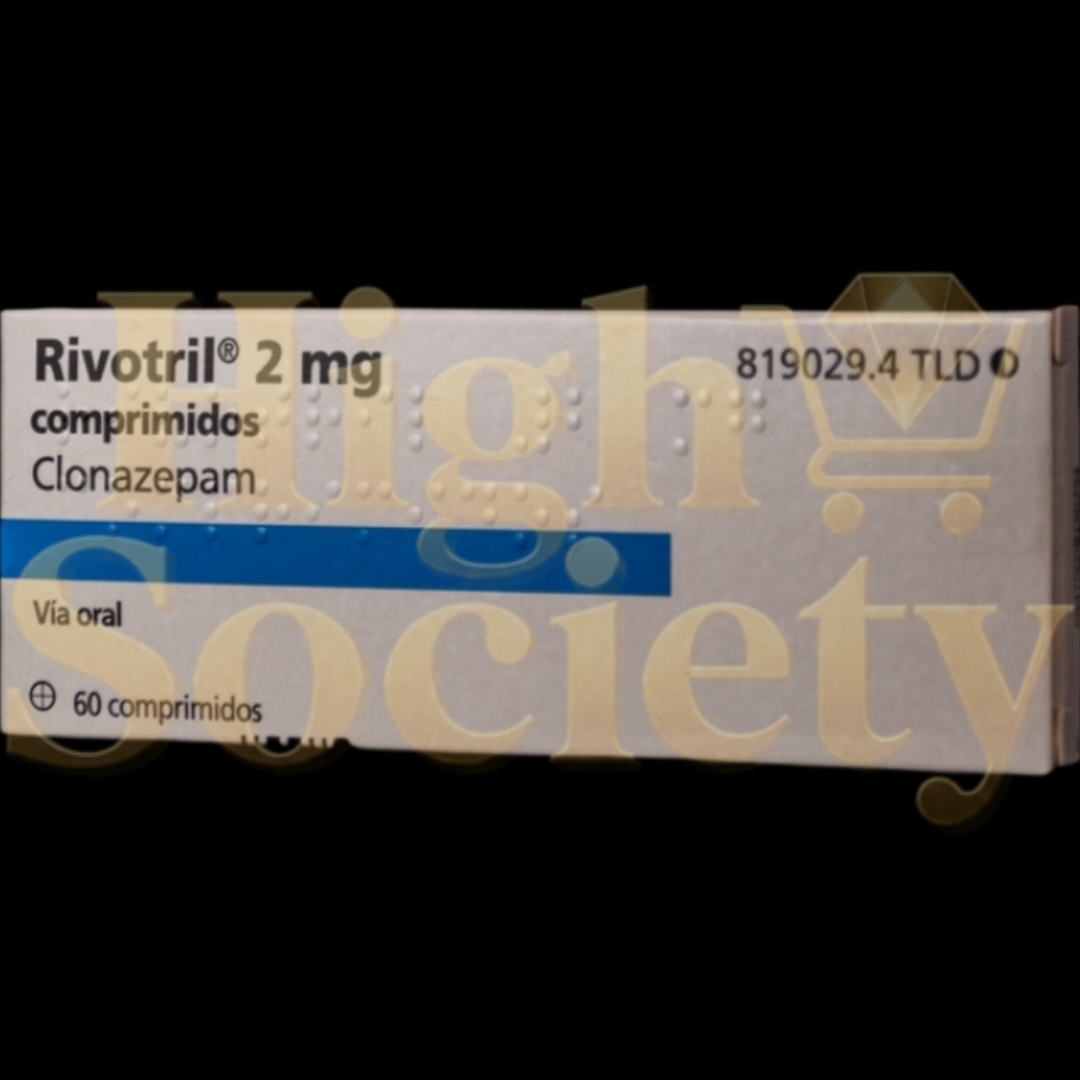 High
Society
Rivotril® 2 mg
comprimidos
Clonazepam
819029.4 TLD
Vía oral
60 comprimidos